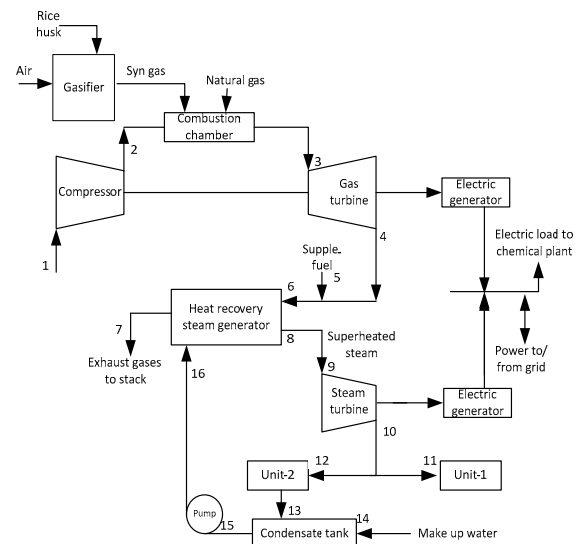 Rice
husk
Air
Gasifier
Syn gas
Natural gas
Combustion
chamber
2
3
Compressor
Gas
turbine
Electric
generator
1
4
Electric load to
chemical plant
Supple.
fuel
5
6
Heat recovery
steam generator
7
8
Superheated
steam
Exhaust gases
to stack
16
9
Power to/
from grid
Steam
turbine
Electric
generator
10
12
11
Unit-2
Unit-1
13
Pump
15
14
Condensate tank
Make up water